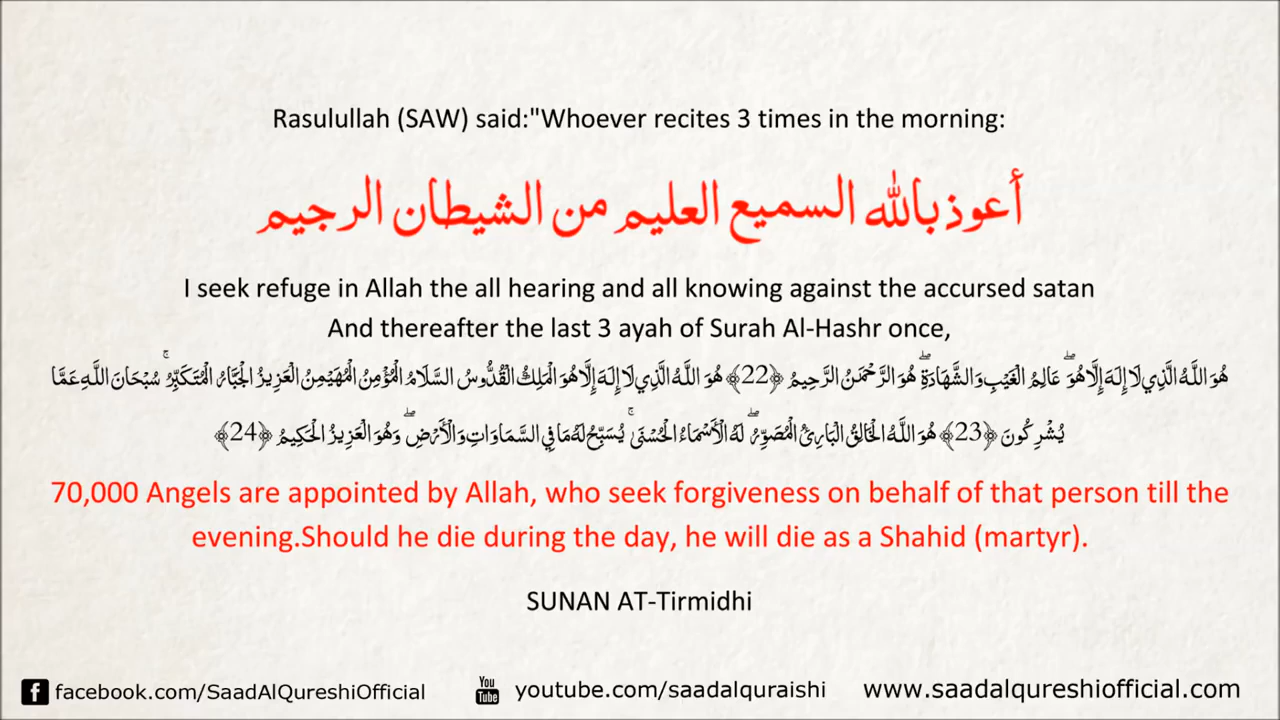 Rasulullah (SAW) said:"Whoever recites 3 times in the morning:
أعوذ بالله السميع العليم من الشيطان الرجيم
I seek refuge in Allah the all hearing and all knowing against the accursed satan
And thereafter the last 3 ayah of Surah Al-Hashr once,
هُوَ اللَّهُ الَّذِي لَا إِلَهَ إِلَّا هُوَ ۖ عَالِمُ الْغَيْبِ وَالشَّهَادَةِ ۖ هُوَ الرَّحْمَنُ الرَّحِيمُ ﴿22﴾ هُوَ اللَّهُ الَّذِي لَا إِلَهَ إِلَّا هُوَ الْمَلِكُ الْقُدُّوسُ السَّلَامُ الْمُؤْمِنُ الْمُهَيْمِنُ الْعَزِيزُ الْجَبَّارُ الْمُتَكَبِّرُ ۚ سُبْحَانَ اللَّهِ عَمَّا
يُشْرِكُونَ ﴿23﴾ هُوَ اللَّهُ الْخَالِقُ الْبَارِئُ الْمُصَوِّرُ ۖ لَهُ الْأَسْمَاءُ الْحُسْنَىٰ ۚ يُسَبِّحُ لَهُ مَا فِي السَّمَاوَاتِ وَالْأَرْضِ ۖ وَهُوَ الْعَزِيزُ الْحَكِيمُ ﴿24﴾
70,000 Angels are appointed by Allah, who seek forgiveness on behalf of that person till the
evening.Should he die during the day, he will die as a Shahid (martyr).
SUNAN AT-Tirmidhi
facebook.com/SaadAlQureshiOfficial You Tube youtube.com/saadalquraishi www.saadalqureshiofficial.com